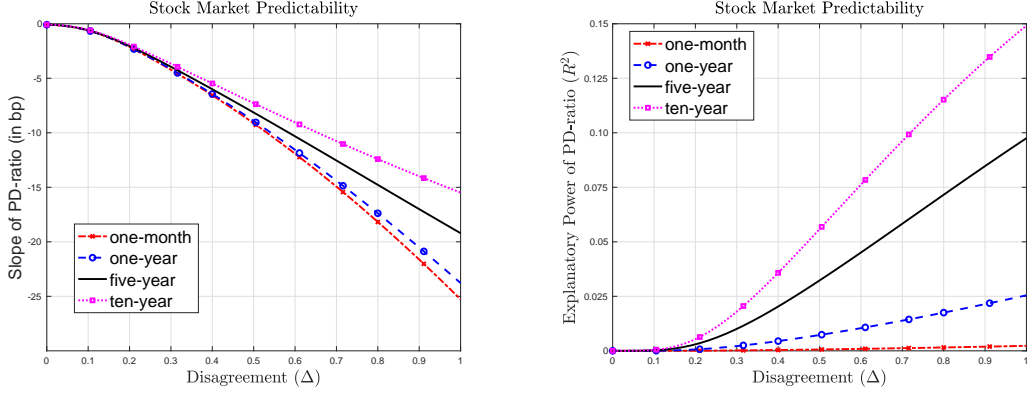 Stock Market Predictability
Slope of PD-ratio (in bp)
0
-5
-10
-15
-20
-25
one-month
one-year
five-year
ten-year
0 0.1 0.2 0.3 0.4 0.5 0.6 0.7 0.8 0.9 1
Disagreement (Δ)
Stock Market Predictability
Explanatory Power of PD-ratio (R²)
0.15
0.125
0.1
0.075
0.05
0.025
0
one-month
one-year
five-year
ten-year
0 0.1 0.2 0.3 0.4 0.5 0.6 0.7 0.8 0.9 1
Disagreement (Δ)